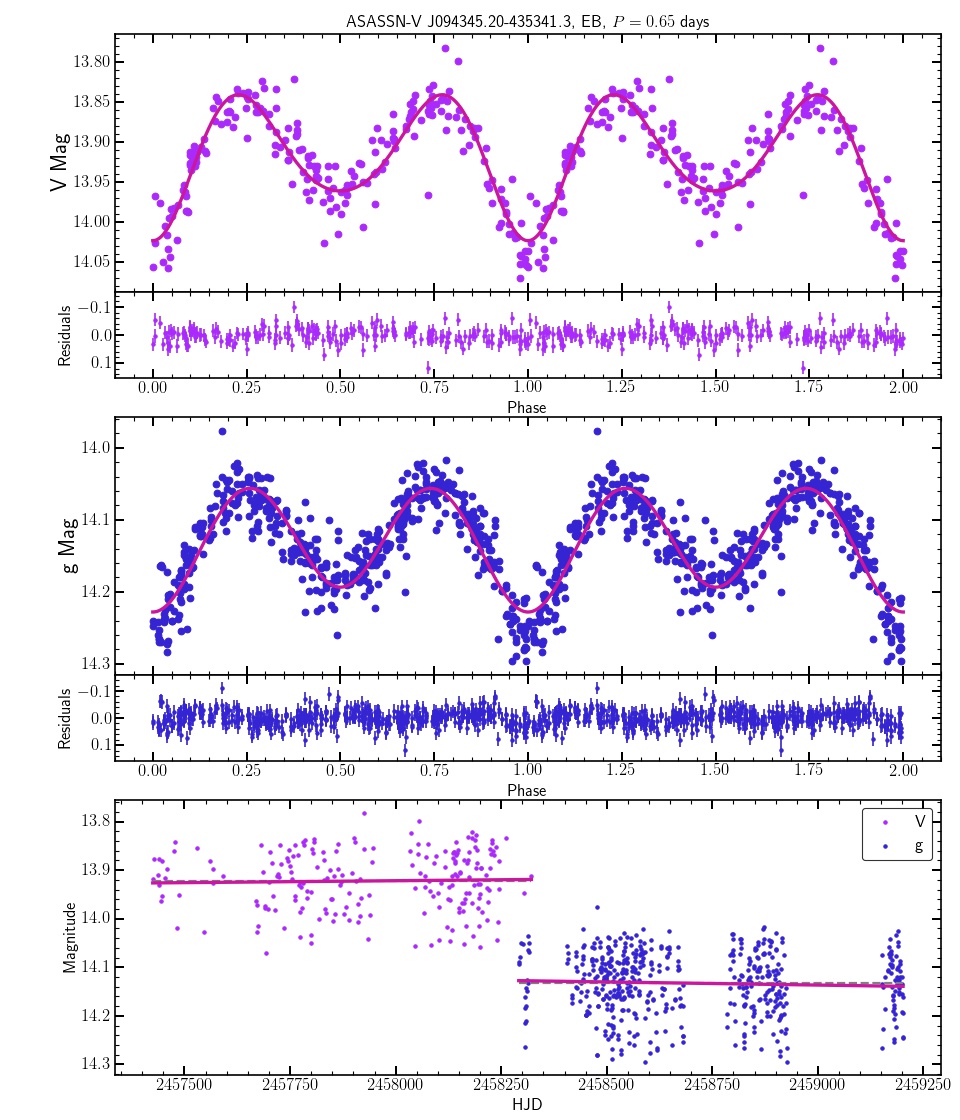 ASASSN-V J094345.20-435341.3, EB, P = 0.65 days
13.80
13.85
13.90
13.95
14.00
14.05
V Mag
−0.1
0.0
0.1
Residuals
0.00 0.25 0.50 0.75 1.00 1.25 1.50 1.75 2.00
Phase
14.0
14.1
14.2
14.3
g Mag
−0.1
0.0
0.1
Residuals
0.00 0.25 0.50 0.75 1.00 1.25 1.50 1.75 2.00
Phase
V
g
13.8
13.9
14.0
14.1
14.2
14.3
Magnitude
2457500 2457750 2458000 2458250 2458500 2458750 2459000 2459250
HJD